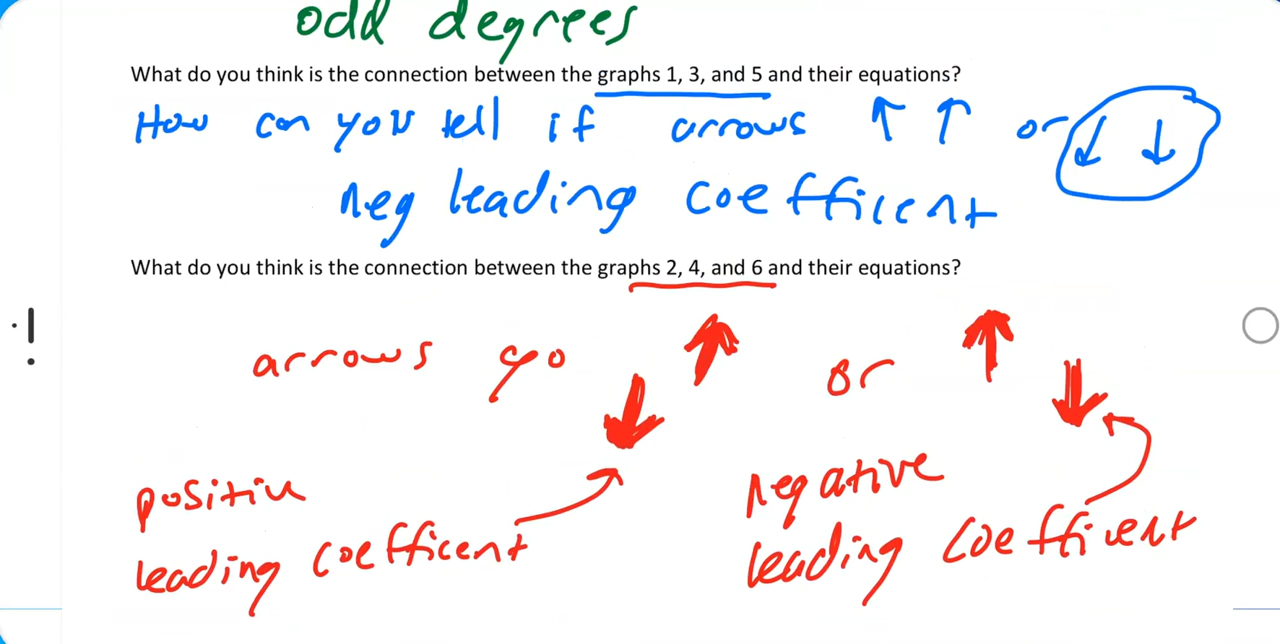 odd degrees
What do you think is the connection between the graphs 1, 3, and 5 and their equations?
How can you tell if arrows ↑ ↑ or ↓ ↓
neg leading coefficent
What do you think is the connection between the graphs 2, 4, and 6 and their equations?
arrows go ↓ ↑ or ↑ ↓
positiv
leading coefficent
negative
leading coefficent